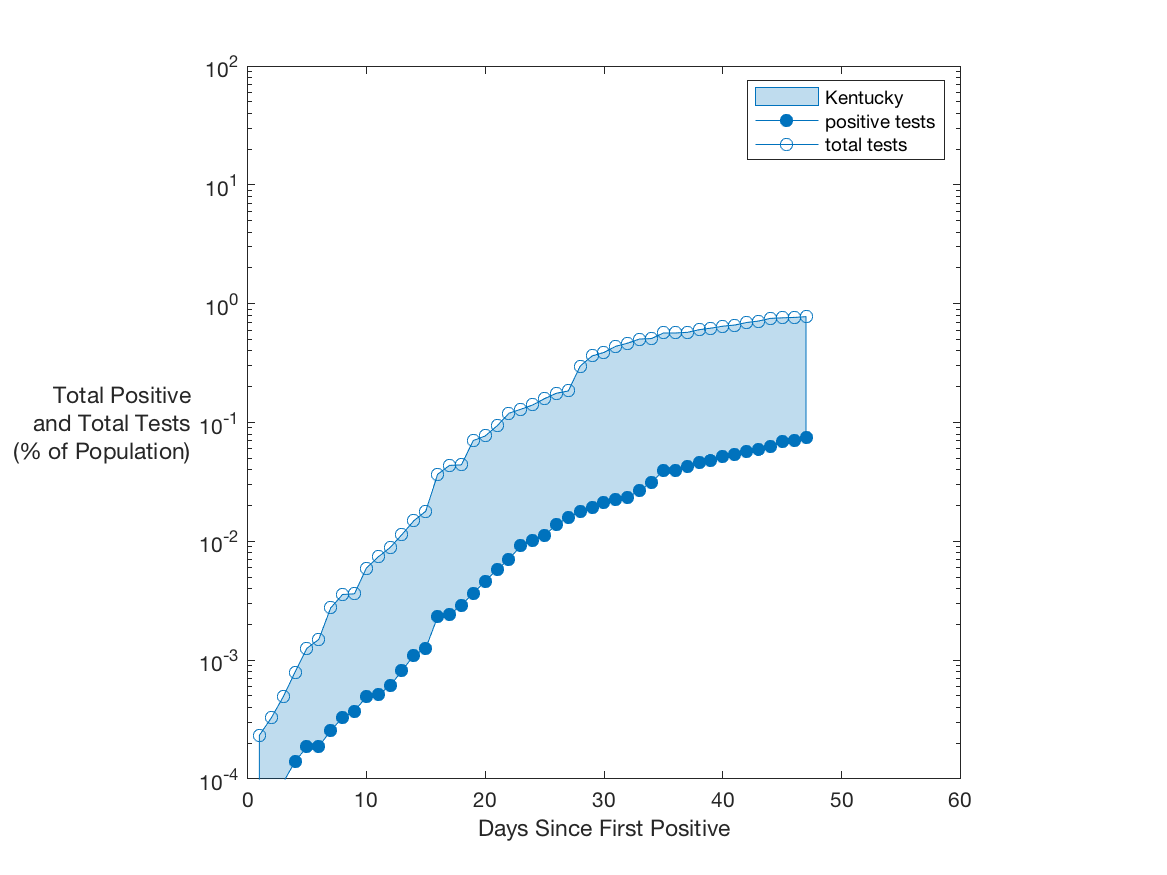 10^2
10^1
10^0
10^-1
10^-2
10^-3
10^-4
Total Positive
and Total Tests
(% of Population)
0 10 20 30 40 50 60
Days Since First Positive
Kentucky
positive tests
total tests